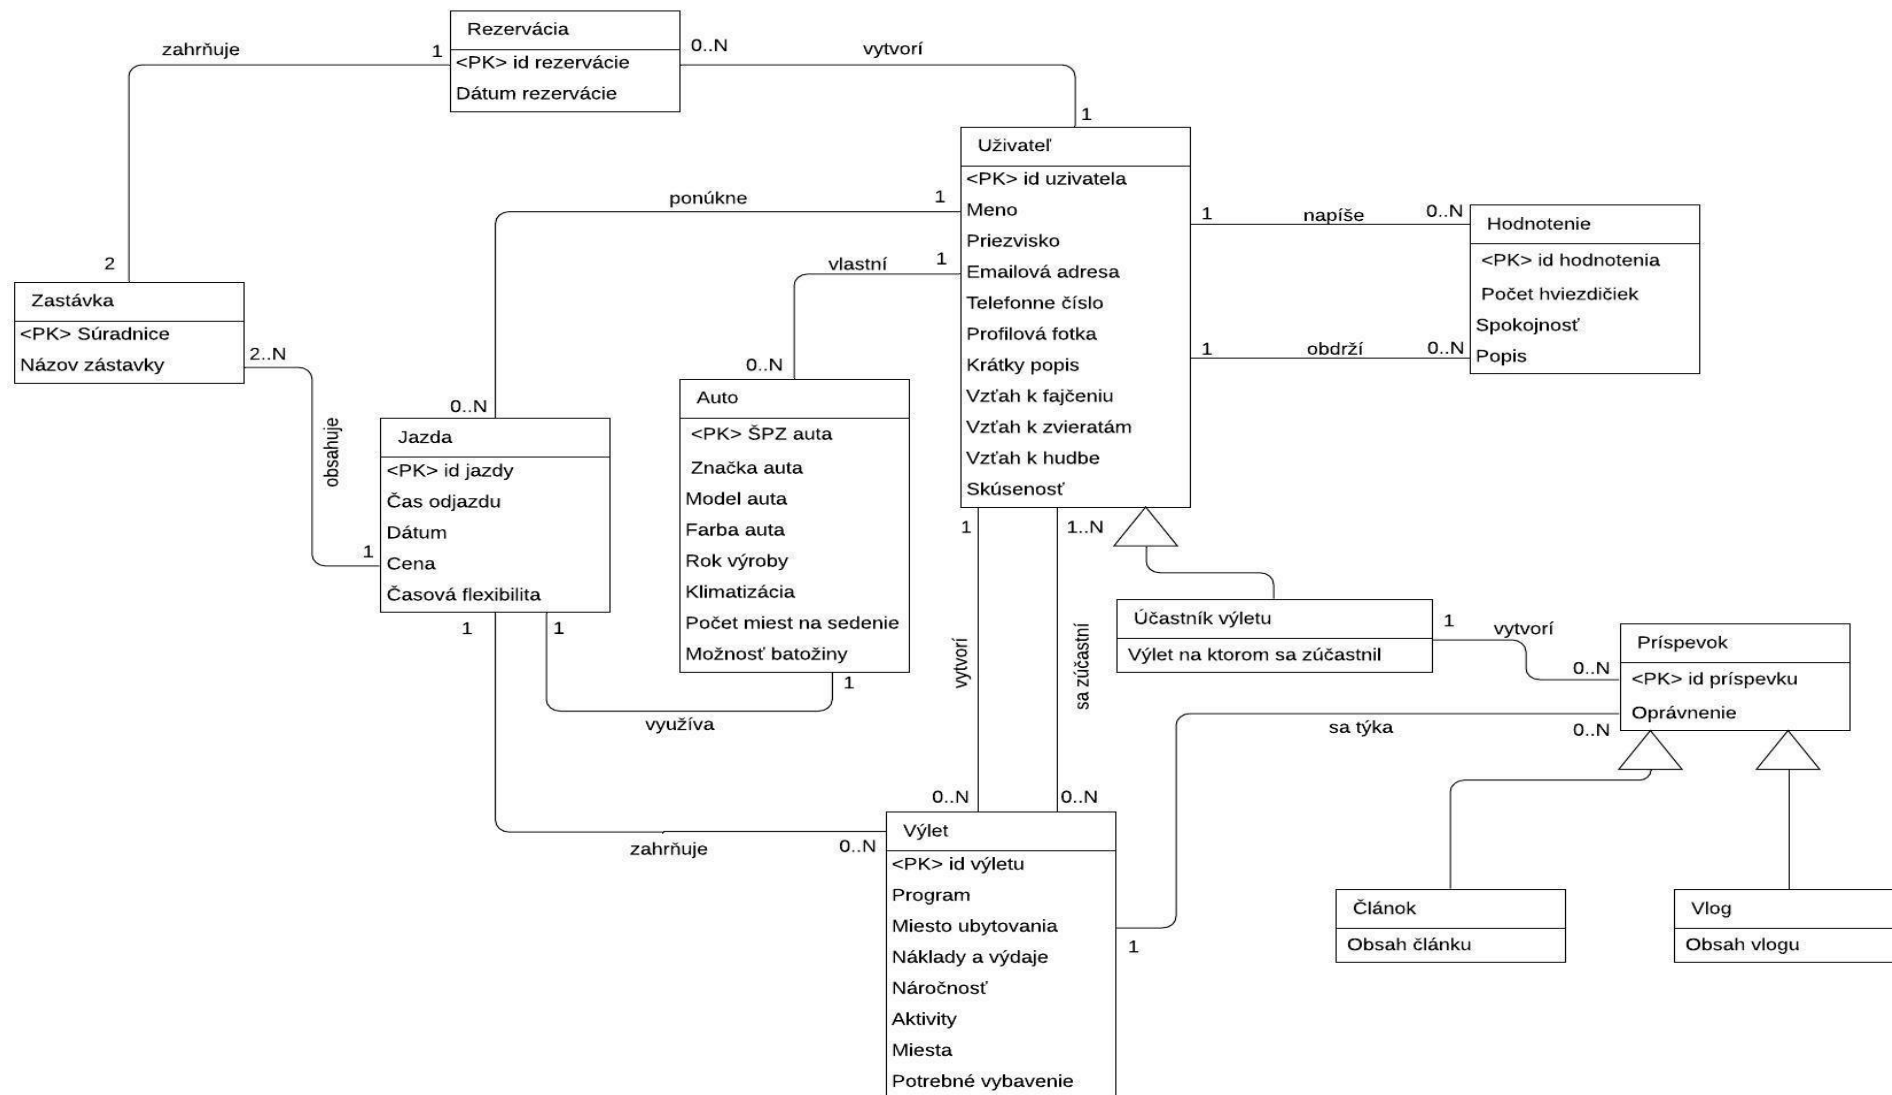 Rezervácia
<PK> id rezervácie
Dátum rezervácie
zahrňuje
1
2
0..N
vytvorí
1
Užívateľ
<PK> id uzivatela
Meno
Priezvisko
Emailová adresa
Telefonne číslo
Profilová fotka
Krátky popis
Vzťah k fajčeniu
Vzťah k zvieratám
Vzťah k hudbe
Skúsenosť
ponúkne
1
0..N
vlastní
1
0..N
1
napíše
0..N
1
obdrží
0..N
Hodnotenie
<PK> id hodnotenia
Počet hviezdičiek
Spokojnosť
Popis
Zastávka
<PK> Súradnice
Názov zástavky
2..N
obsahuje
1
Jazda
<PK> id jazdy
Čas odjazdu
Dátum
Cena
Časová flexibilita
Auto
<PK> ŠPZ auta
Značka auta
Model auta
Farba auta
Rok výroby
Klimatizácia
Počet miest na sedenie
Možnosť batožiny
1
1
využíva
1
zahrňuje
0..N
1
vytvorí
0..N
1..N
sa zúčastní
0..N
Účastník výletu
Výlet na ktorom sa zúčastnil
1
vytvorí
0..N
Príspevok
<PK> id príspevku
Oprávnenie
sa týka
0..N
1
Výlet
<PK> id výletu
Program
Miesto ubytovania
Náklady a výdaje
Náročnosť
Aktivity
Miesta
Potrebné vybavenie
Článok
Obsah článku
Vlog
Obsah vlogu